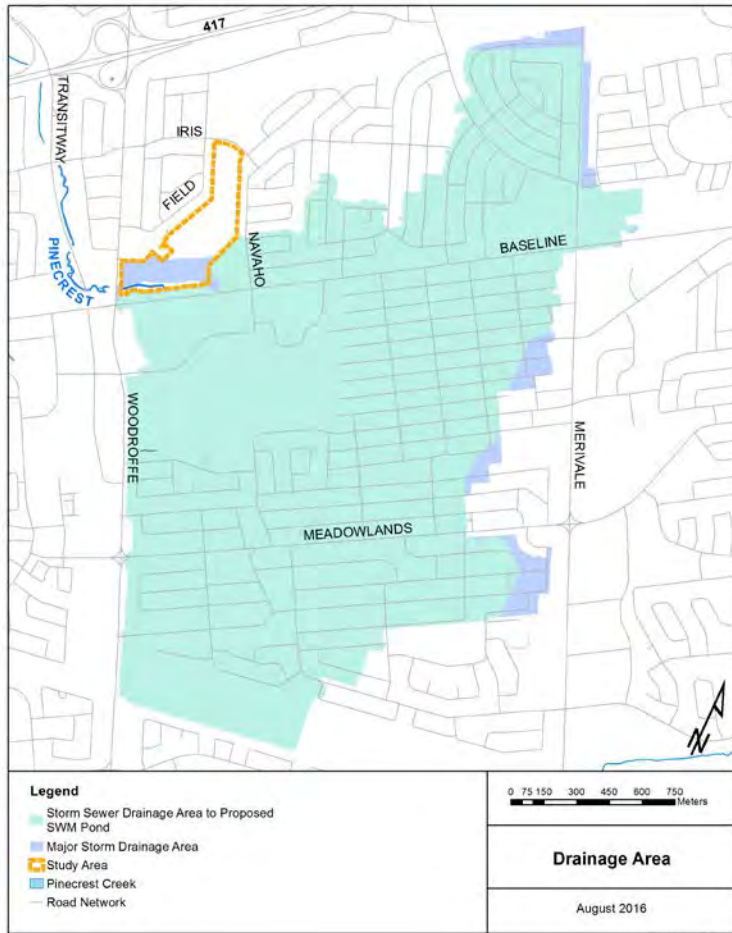 417
TRANSITWAY
IRIS
FIELD
PINECREST
NAVAHO
BASELINE
WOODROFFE
MERIVALE
MEADOWLANDS
N
Legend
Storm Sewer Drainage Area to Proposed
SWM Pond
Major Storm Drainage Area
Study Area
Pinecrest Creek
Road Network
0 75 150 300 450 600 750
Meters
Drainage Area
August 2016